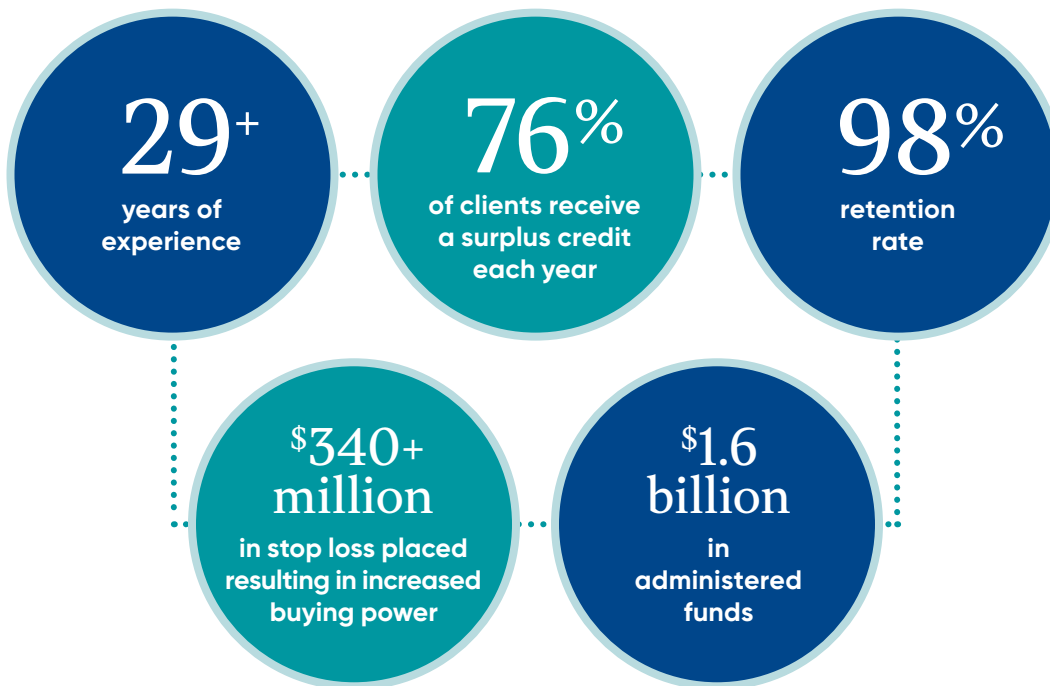 29+
years of
experience
76%
of clients receive
a surplus credit
each year
98%
retention
rate
$340+
million
in stop loss placed
resulting in increased
buying power
$1.6
billion
in
administered
funds